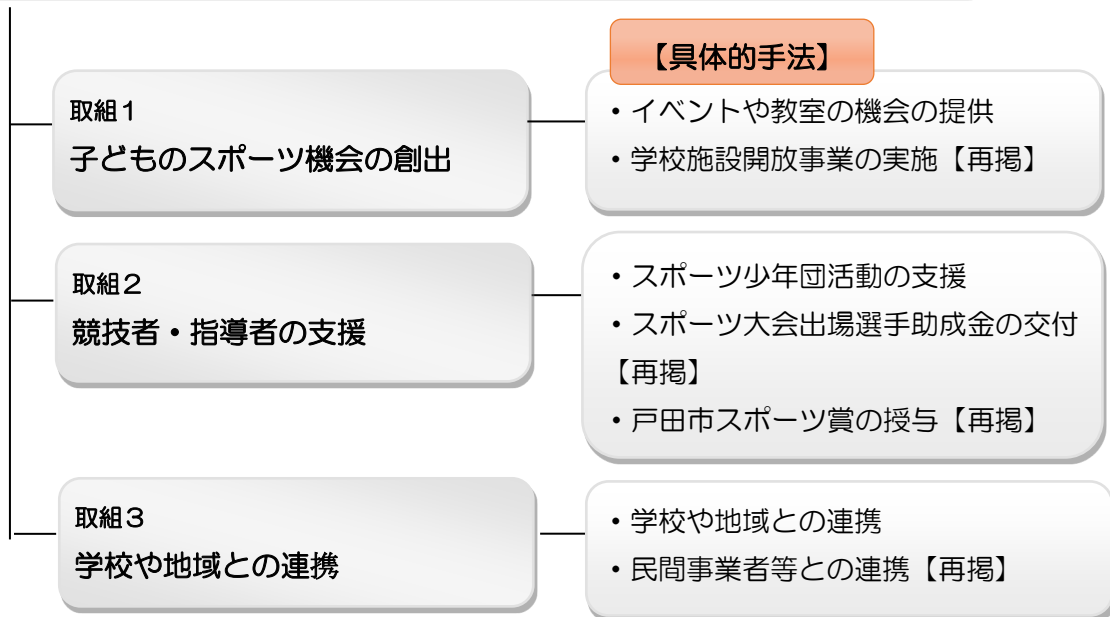 【具体的手法】
取組１
子どものスポーツ機会の創出
・イベントや教室の機会の提供
・学校施設開放事業の実施【再掲】
取組２
競技者・指導者の支援
・スポーツ少年団活動の支援
・スポーツ大会出場選手助成金の交付
【再掲】
・戸田市スポーツ賞の授与【再掲】
取組３
学校や地域との連携
・学校や地域との連携
・民間事業者等との連携【再掲】